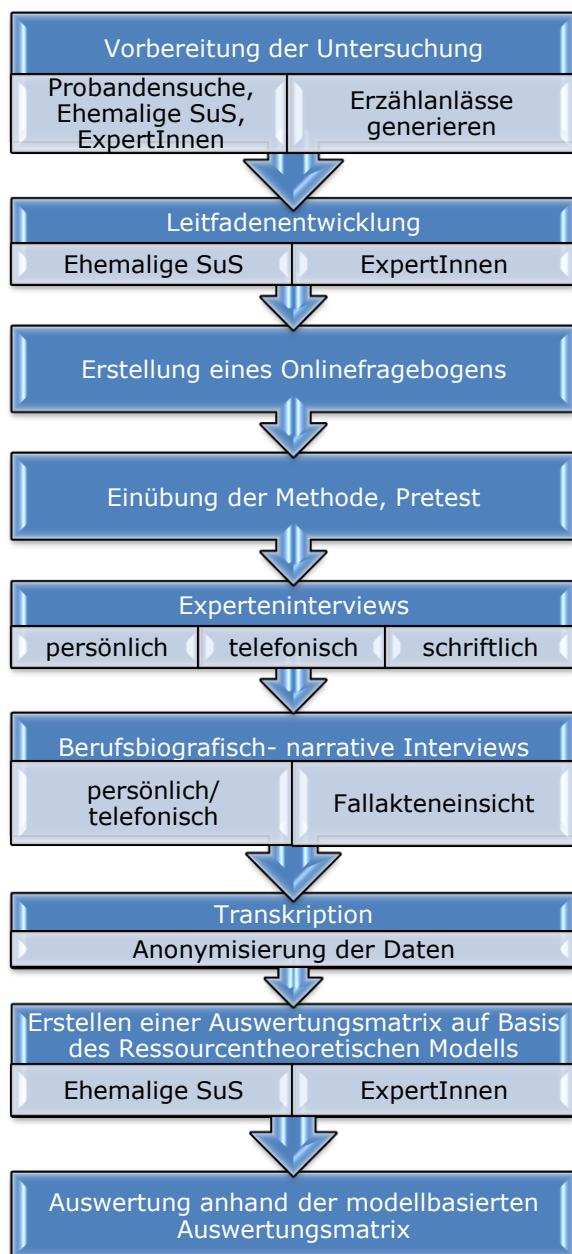 Vorbereitung der Untersuchung
Probandensuche,
Ehemalige SuS,
ExpertInnen
Erzählanlässe
generieren
Leitfadenentwicklung
Ehemalige SuS
ExpertInnen
Erstellung eines Onlinefragebogens
Einübung der Methode, Pretest
Experteninterviews
persönlich
telefonisch
schriftlich
Berufsbiografisch- narrative Interviews
persönlich/
telefonisch
Fallakteneinsicht
Transkription
Anonymisierung der Daten
Erstellen einer Auswertungsmatrix auf Basis
des Ressourcentheoretischen Modells
Ehemalige SuS
ExpertInnen
Auswertung anhand der modellbasierten
Auswertungsmatrix